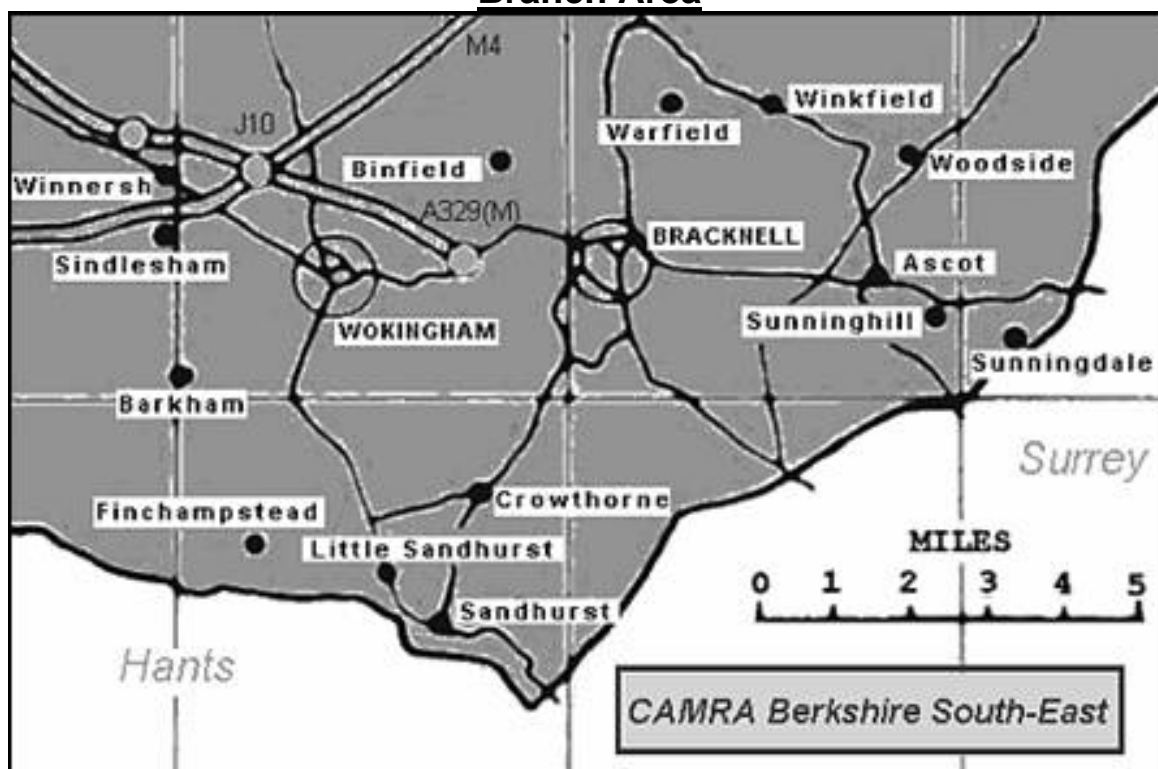 Branch Area
M4
J10
Winkfield
Warfield
Binfield
Woodside
Winnersh
A329(M)
BRACKNELL
Sindlesham
Ascot
WOKINGHAM
Sunninghill
Sunningdale
Barkham
Surrey
Crowthorne
Finchampstead
MILES
Little Sandhurst
0 1 2 3 4 5
Sandhurst
Hants
CAMRA Berkshire South-East